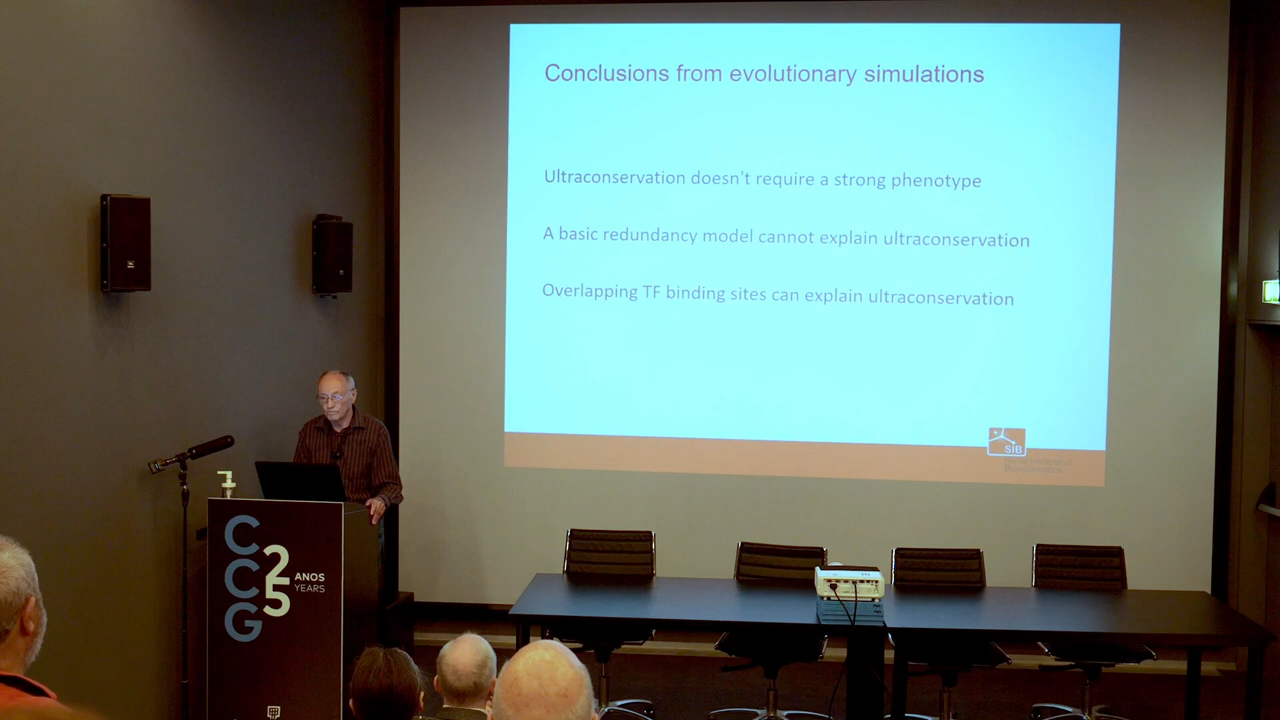 Conclusions from evolutionary simulations
Ultraconservation doesn't require a strong phenotype
A basic redundancy model cannot explain ultraconservation
Overlapping TF binding sites can explain ultraconservation
SIB
CCG
25
ANOS
YEARS